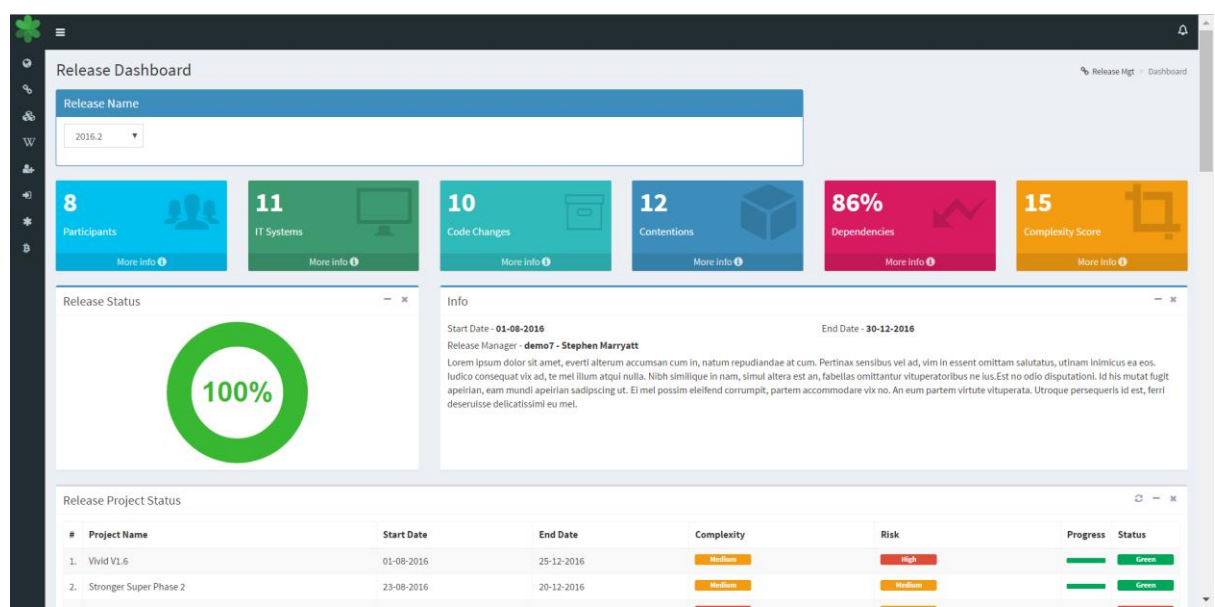 Release Dashboard
Release Mgt > Dashboard
Release Name
2016.2
8
Participants
More info
11
IT Systems
More info
10
Code Changes
More info
12
Contentions
More info
86%
Dependencies
More info
15
Complexity Score
More info
Release Status
100%
Info
Start Date - 01-08-2016 End Date - 30-12-2016
Release Manager - demo7 - Stephen Marryatt
Lorem ipsum dolor sit amet, everti alterum accumsan cum in, natum repudiandae at cum. Pertinax sensibus vel ad, vim in essent omittam salutatus, utinam inimicus ea eos.
Iudico consequat vix ad, te mel illum atqui nulla. Nibh similique in nam, simul altera est an, fabellas omittantur vituperatoribus ne ius.Est no odio disputationi. Id his mutat fugit
apeirian, eam mundi apeirian sadipscing ut. Ei mel possim eleifend corrumpit, partem accommodare vix no. An eum partem virtute vituperata. Utroque persequeris id est, ferri
deseruisse delicatissimi eu mel.
Release Project Status
# Project Name Start Date End Date Complexity Risk Progress Status
1. Vivid V1.6 01-08-2016 25-12-2016 Medium High Green
2. Stronger Super Phase 2 23-08-2016 20-12-2016 Medium Medium Green